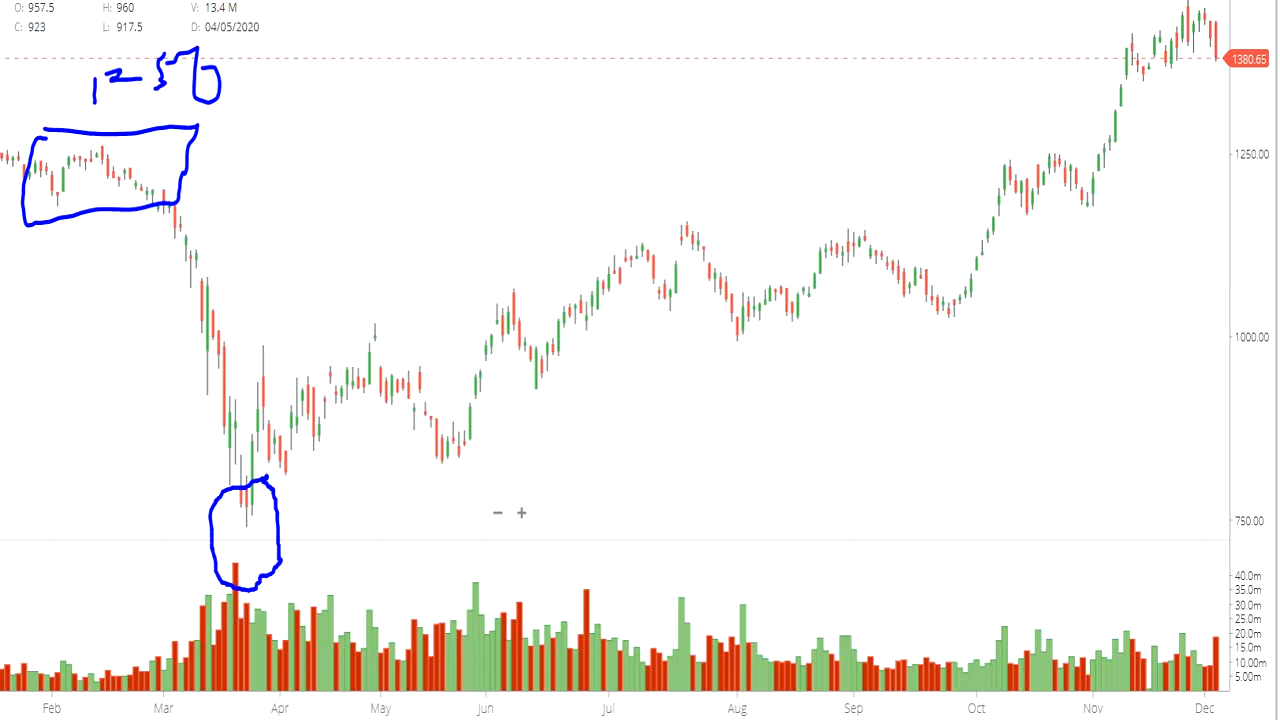 O: 957.5 H: 960 V: 13.4 M
C: 923 L: 917.5 D: 04/05/2020
1250
1380.65
1250.00
1000.00
750.00
40.0m
35.0m
30.0m
25.0m
20.0m
15.0m
10.00m
5.00m
Feb Mar Apr May Jun Jul Aug Sep Oct Nov Dec